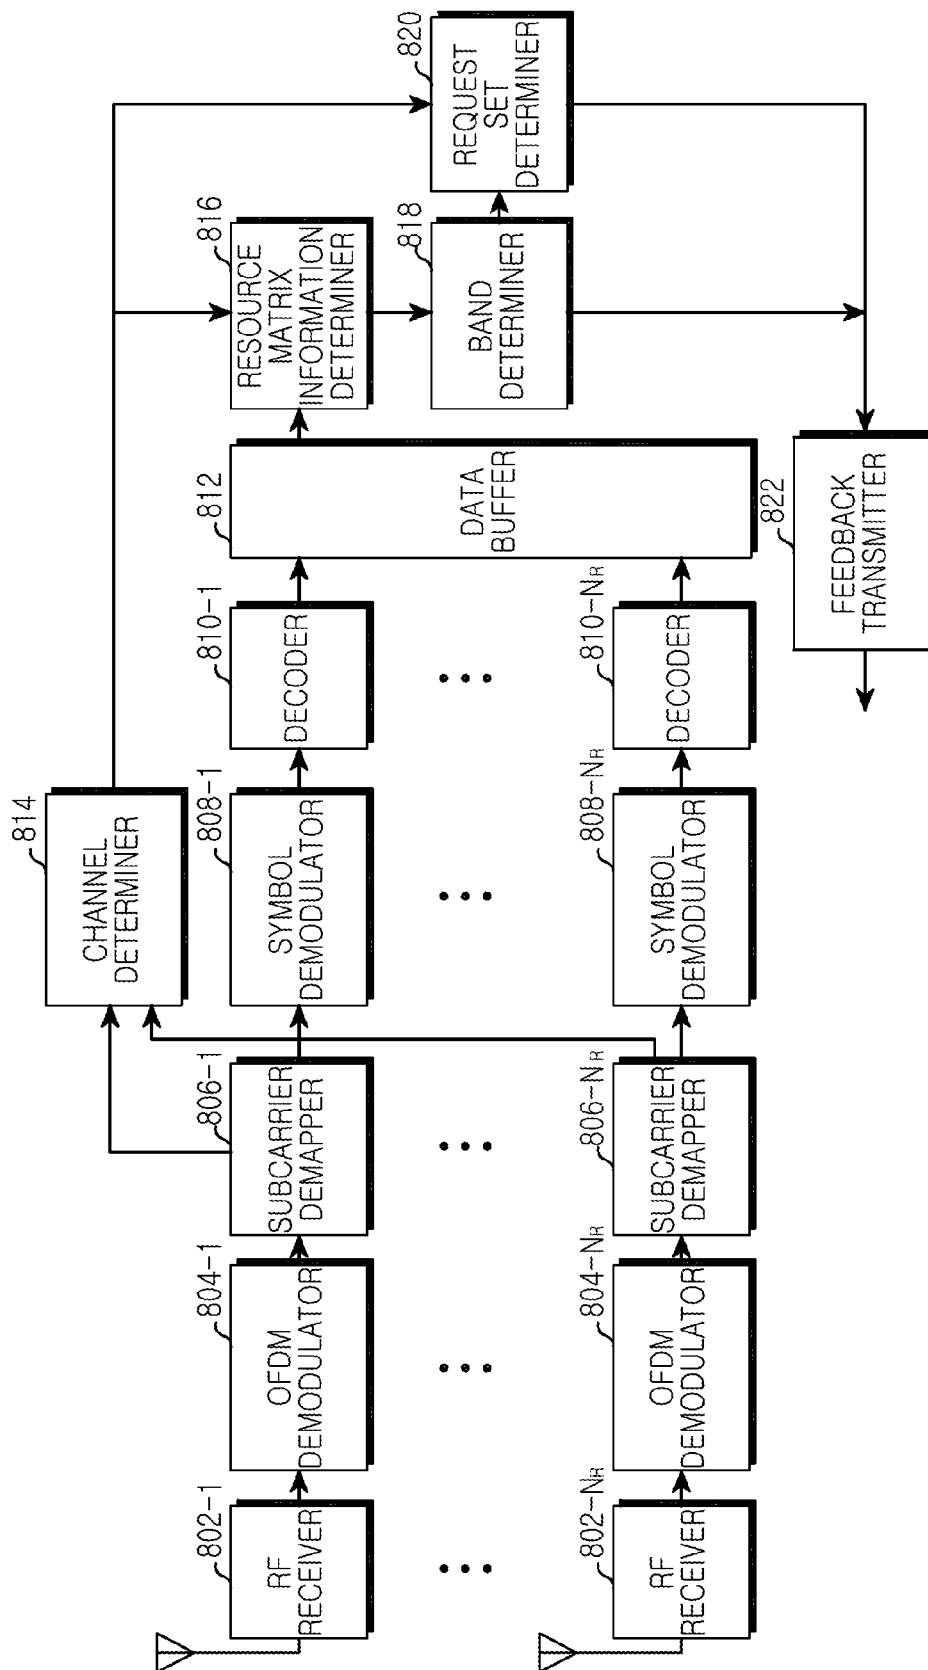 802-1
RF
RECEIVER
804-1
OFDM
DEMODULATOR
806-1
SUBCARRIER
DEMAPPER
814
CHANNEL
DETERMINER
808-1
SYMBOL
DEMODULATOR
810-1
DECODER
812
DATA
BUFFER
816
RESOURCE
MATRIX
INFORMATION
DETERMINER
818
BAND
DETERMINER
820
REQUEST
SET
DETERMINER
802-NR
RF
RECEIVER
804-NR
OFDM
DEMODULATOR
806-NR
SUBCARRIER
DEMAPPER
808-NR
SYMBOL
DEMODULATOR
810-NR
DECODER
822
FEEDBACK
TRANSMITTER